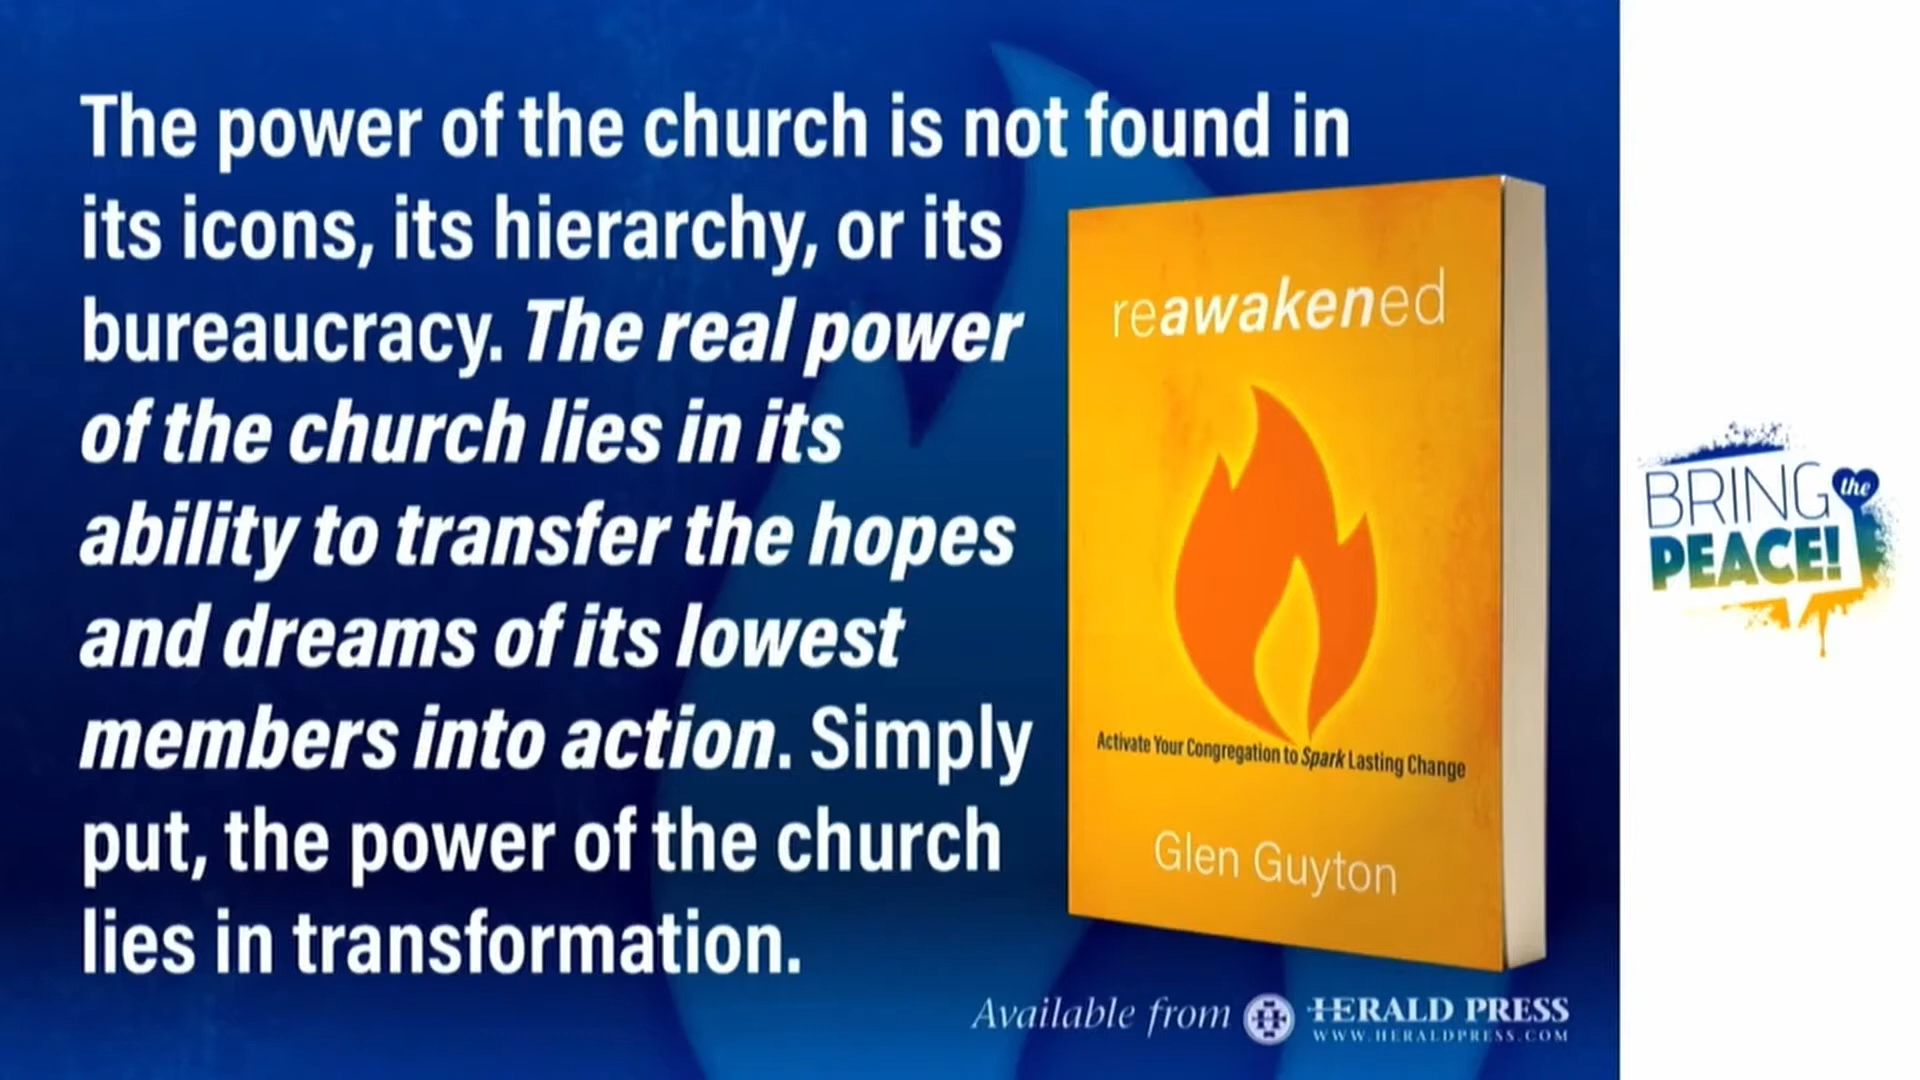 The power of the church is not found in
its icons, its hierarchy, or its
bureaucracy. The real power
of the church lies in its
ability to transfer the hopes
and dreams of its lowest
members into action. Simply
put, the power of the church
lies in transformation.
reawakened
Activate Your Congregation to Spark Lasting Change
Glen Guyton
Available from HERALD PRESS
WWW.HERALDPRESS.COM
BRING the
PEACE!